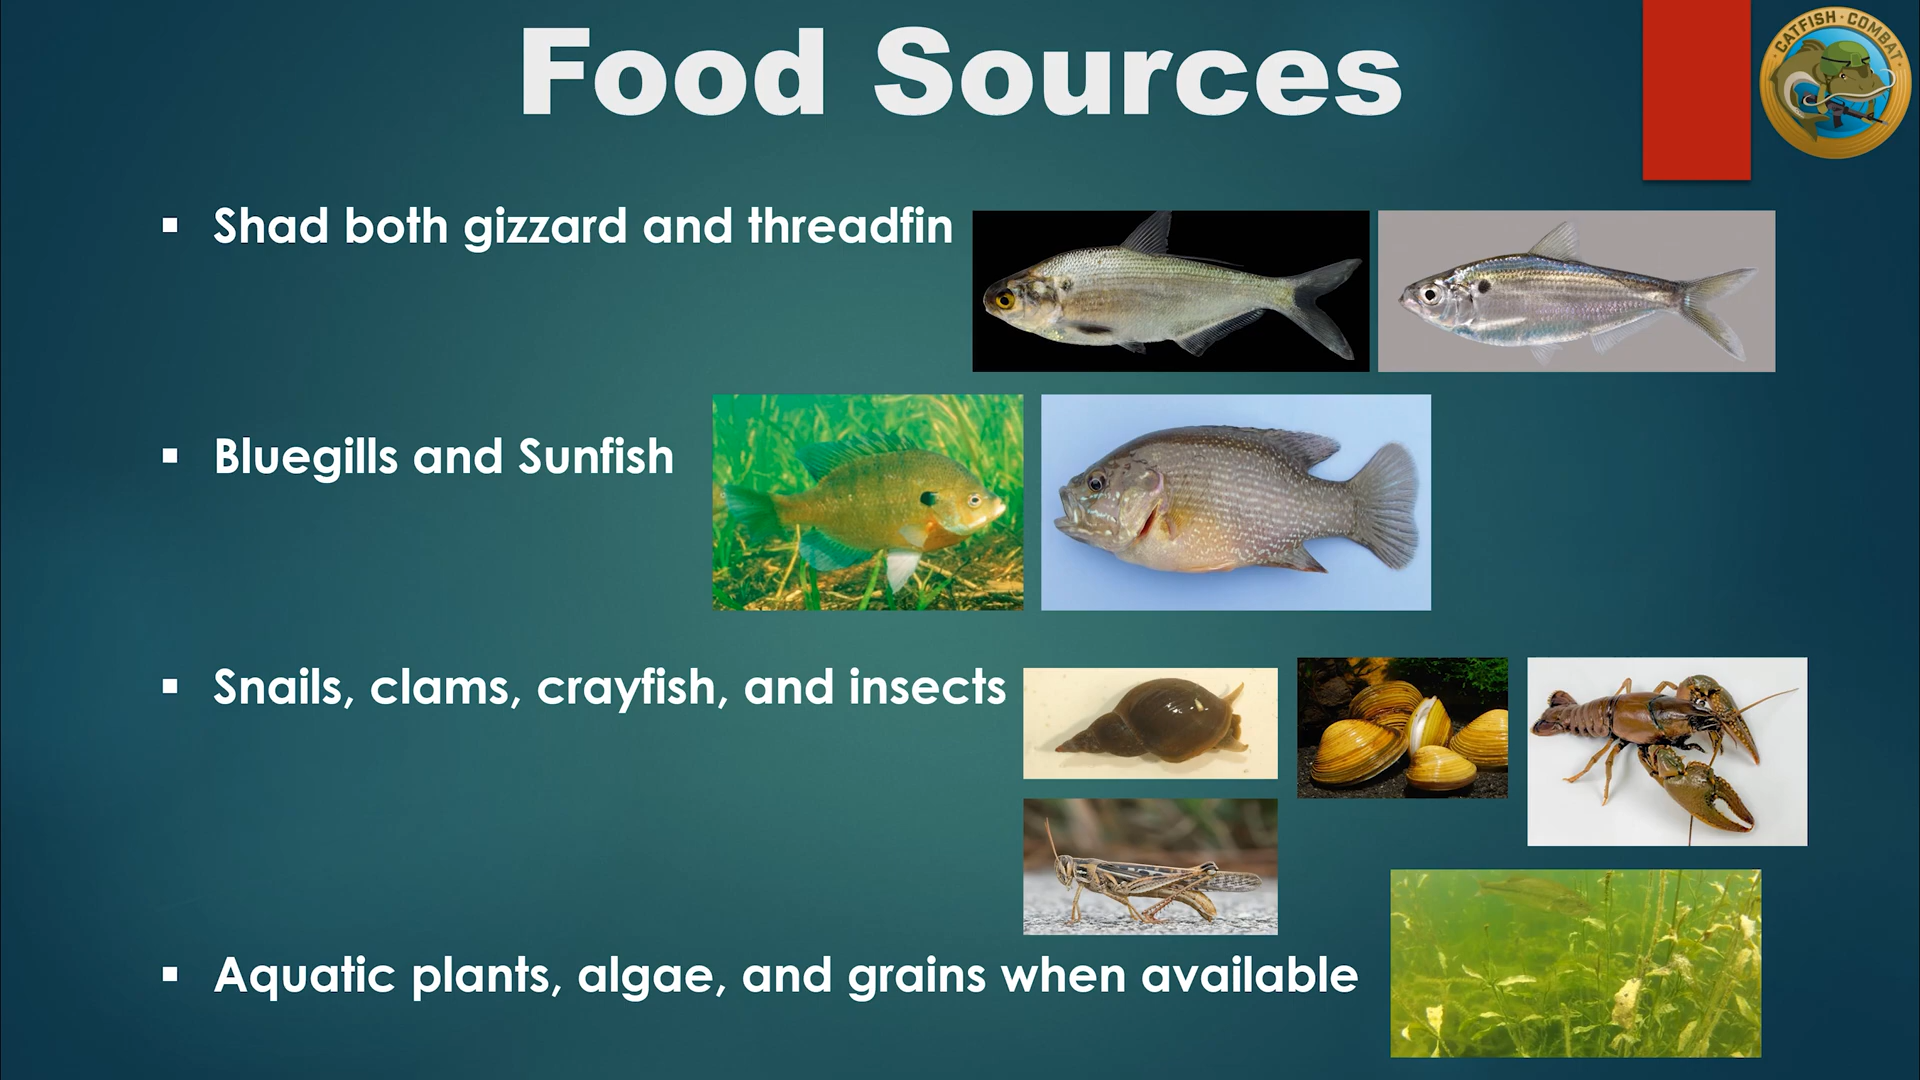 Food Sources
CATFISH · COMBAT
▪ Shad both gizzard and threadfin
▪ Bluegills and Sunfish
▪ Snails, clams, crayfish, and insects
▪ Aquatic plants, algae, and grains when available